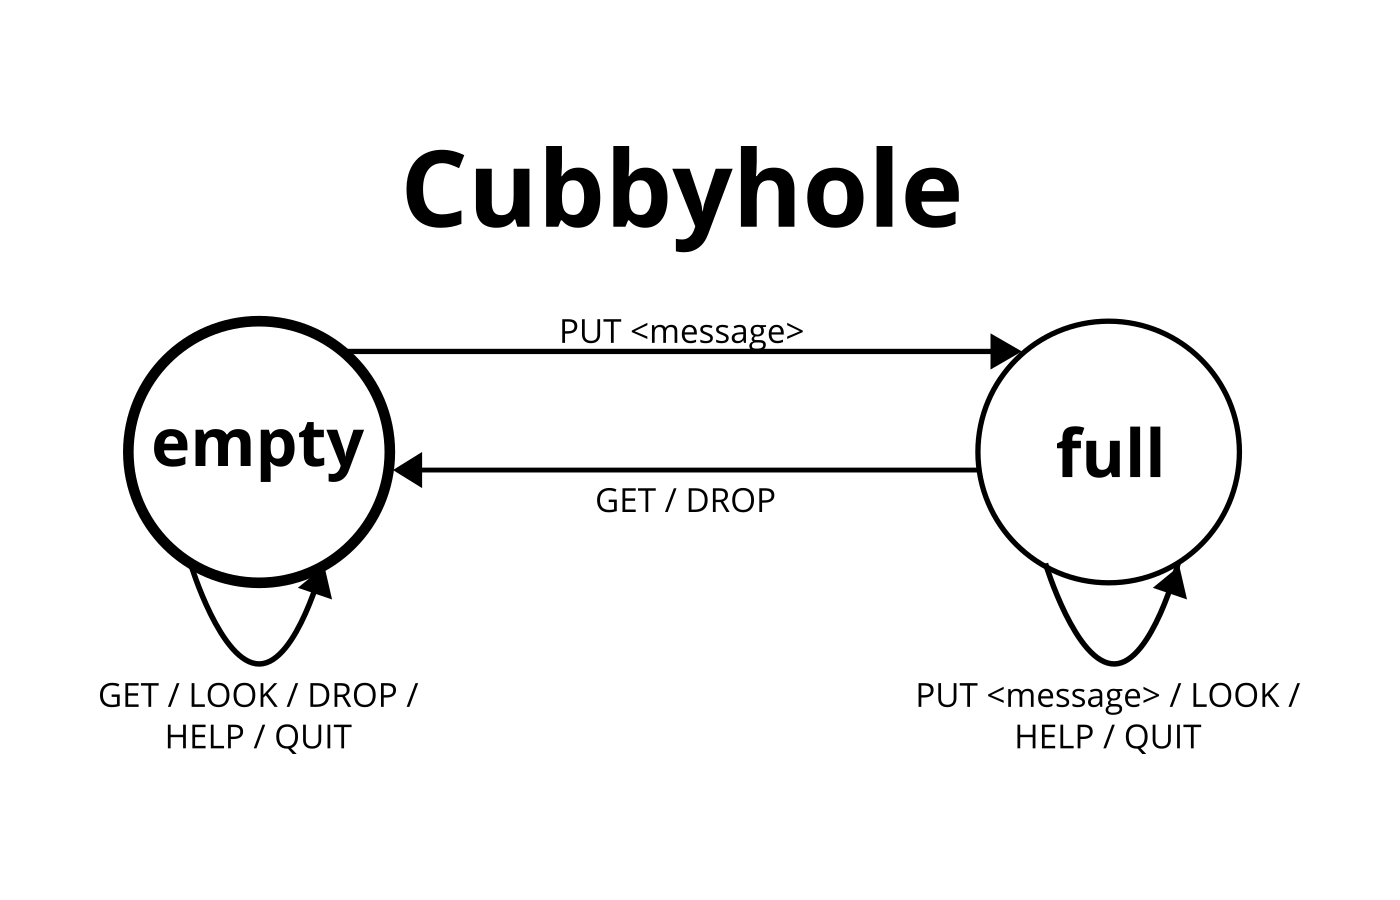 Cubbyhole
PUT <message>
empty
full
GET / DROP
GET / LOOK / DROP /
HELP / QUIT
PUT <message> / LOOK /
HELP / QUIT